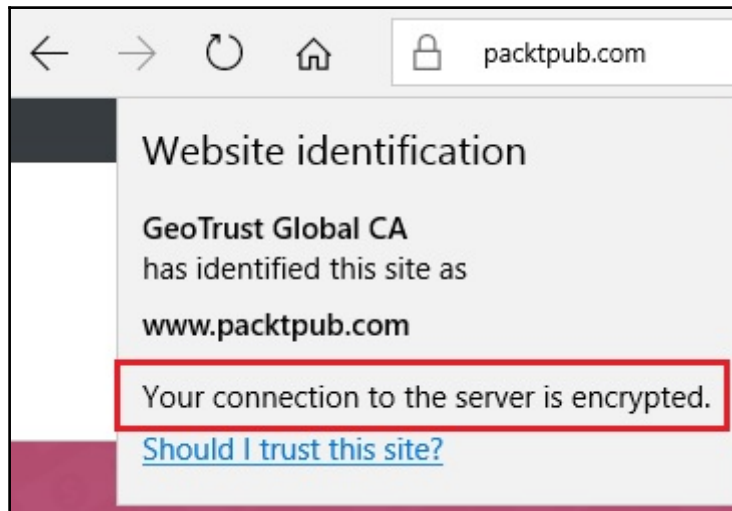 packtpub.com
Website identification
GeoTrust Global CA
has identified this site as
www.packtpub.com
Your connection to the server is encrypted.
Should I trust this site?